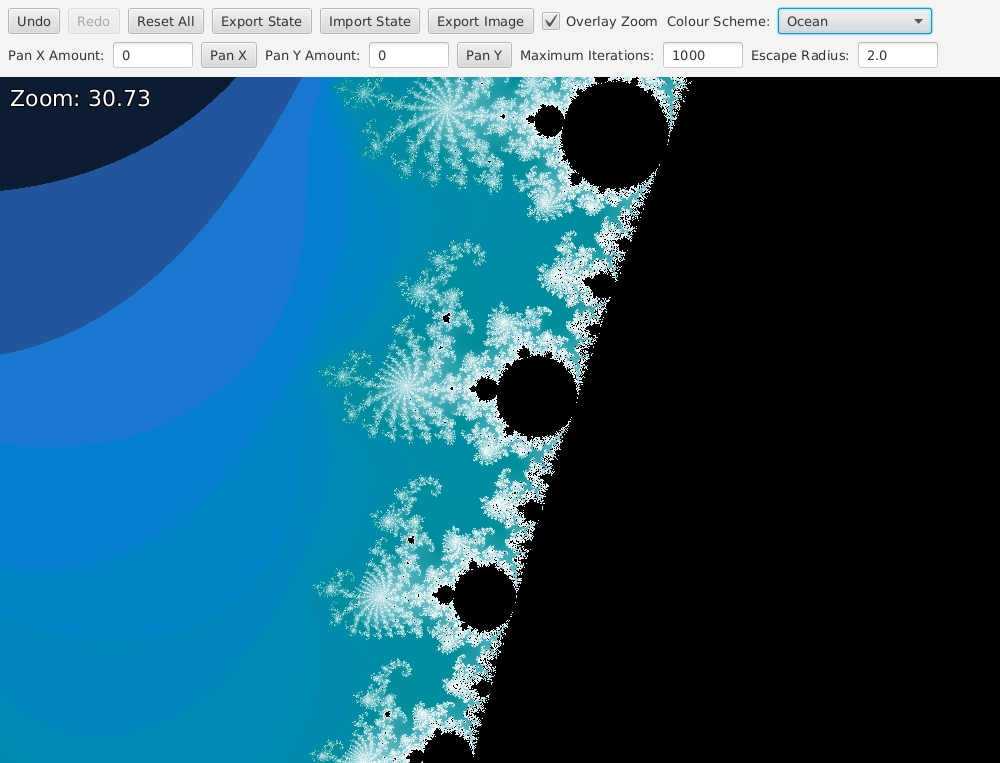 Undo Redo Reset All Export State Import State Export Image Overlay Zoom Colour Scheme: Ocean
Pan X Amount: 0 Pan X Pan Y Amount: 0 Pan Y Maximum Iterations: 1000 Escape Radius: 2.0
Zoom: 30.73